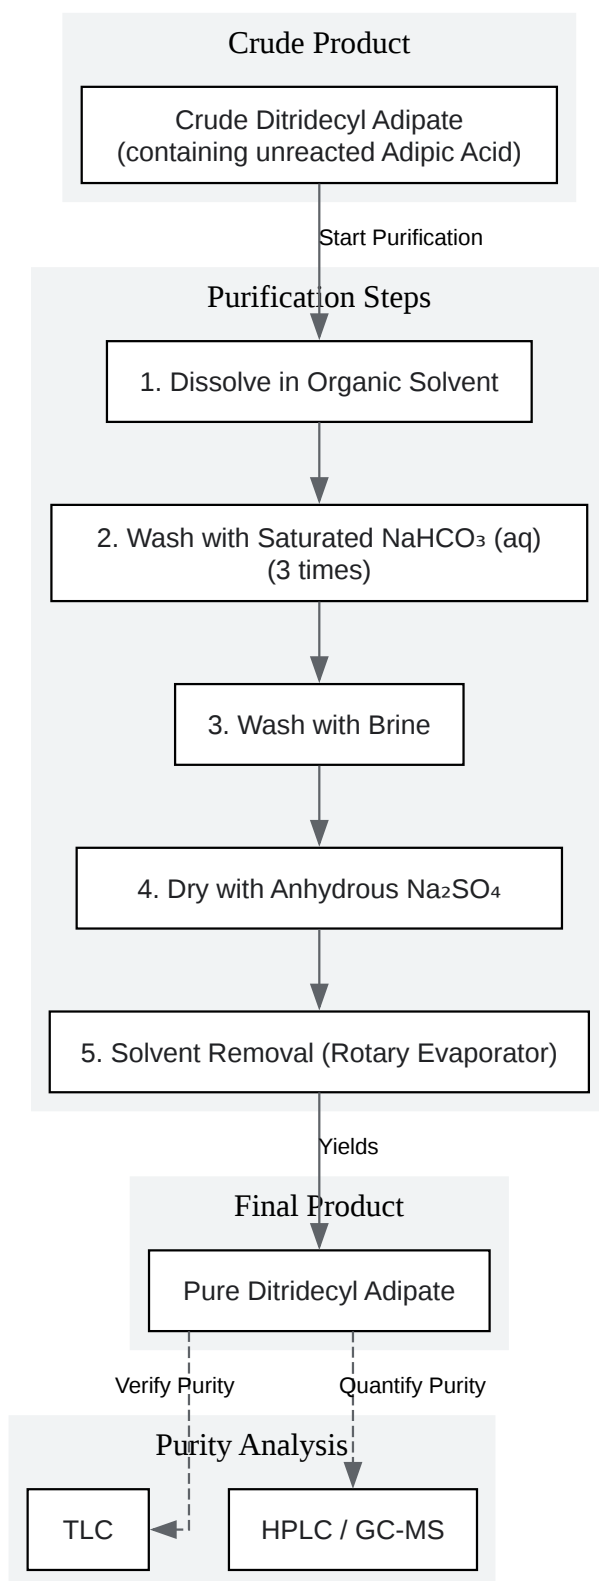 Crude Product
Crude Ditridecyl Adipate
(containing unreacted Adipic Acid)
Start Purification
Purification Steps
1. Dissolve in Organic Solvent
2. Wash with Saturated NaHCO₃ (aq)
(3 times)
3. Wash with Brine
4. Dry with Anhydrous Na₂SO₄
5. Solvent Removal (Rotary Evaporator)
Yields
Final Product
Pure Ditridecyl Adipate
Verify Purity
Quantify Purity
Purity Analysis
TLC
HPLC / GC-MS